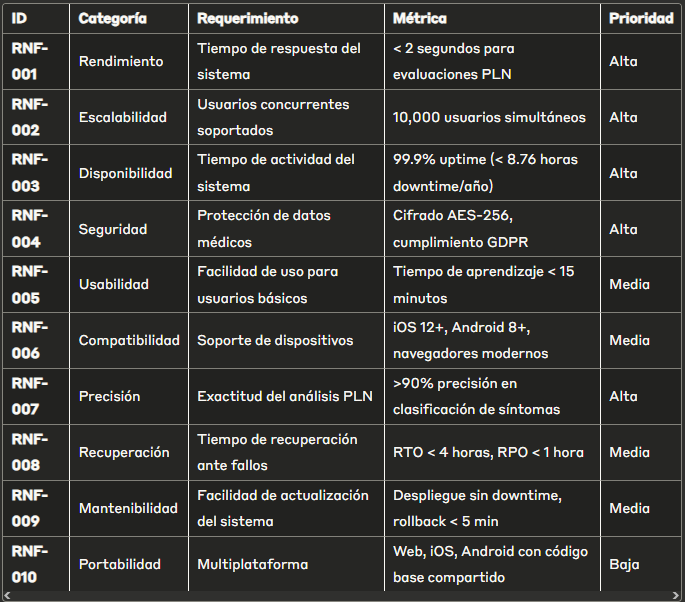 ID Categoría Requerimiento Métrica Prioridad
RNF-001 Rendimiento Tiempo de respuesta del sistema < 2 segundos para evaluaciones PLN Alta
RNF-002 Escalabilidad Usuarios concurrentes soportados 10,000 usuarios simultáneos Alta
RNF-003 Disponibilidad Tiempo de actividad del sistema 99.9% uptime (< 8.76 horas downtime/año) Alta
RNF-004 Seguridad Protección de datos médicos Cifrado AES-256, cumplimiento GDPR Alta
RNF-005 Usabilidad Facilidad de uso para usuarios básicos Tiempo de aprendizaje < 15 minutos Media
RNF-006 Compatibilidad Soporte de dispositivos iOS 12+, Android 8+, navegadores modernos Media
RNF-007 Precisión Exactitud del análisis PLN >90% precisión en clasificación de síntomas Alta
RNF-008 Recuperación Tiempo de recuperación ante fallos RTO < 4 horas, RPO < 1 hora Media
RNF-009 Mantenibilidad Facilidad de actualización del sistema Despliegue sin downtime, rollback < 5 min Media
RNF-010 Portabilidad Multiplataforma Web, iOS, Android con código base compartido Baja